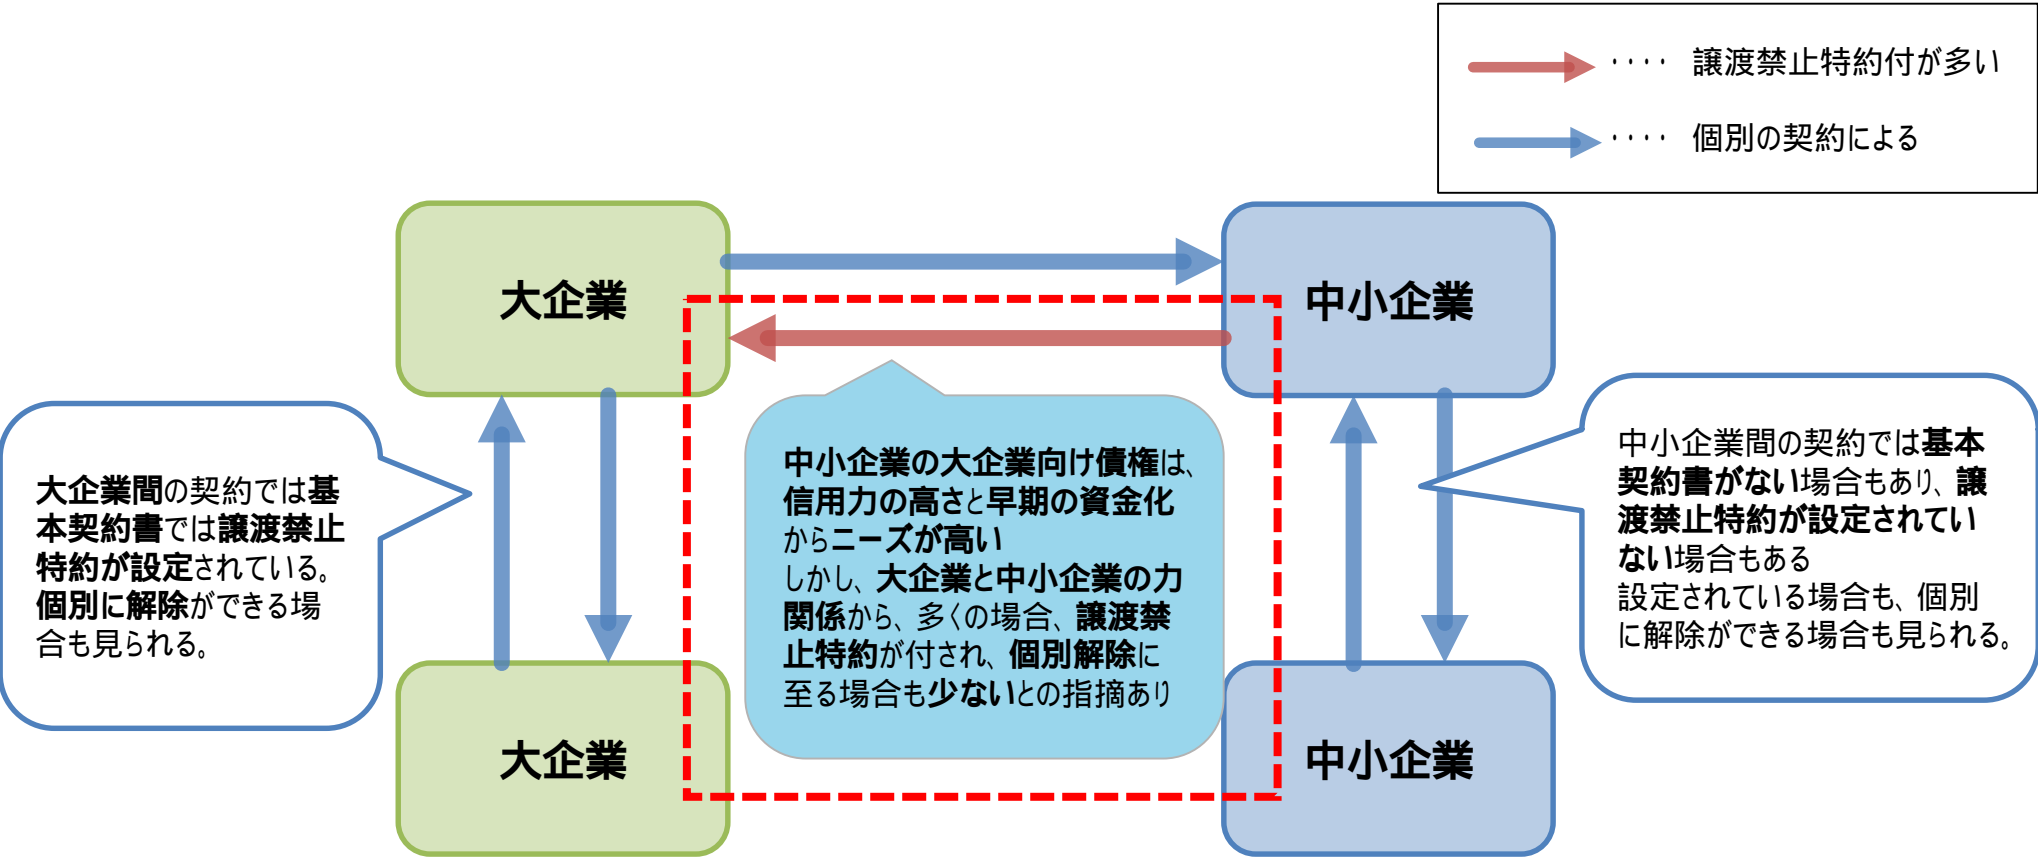 ‥‥ 譲渡禁止特約付が多い
‥‥ 個別の契約による
大企業
中小企業
大企業間の契約では基
本契約書では譲渡禁止
特約が設定されている。
個別に解除ができる場
合も見られる。
中小企業の大企業向け債権は、
信用力の高さと早期の資金化
からニーズが高い
しかし、大企業と中小企業の力
関係から、多くの場合、譲渡禁
止特約が付され、個別解除に
至る場合も少ないとの指摘あり
中小企業間の契約では基本
契約書がない場合もあり、譲
渡禁止特約が設定されてい
ない場合もある
設定されている場合も、個別
に解除ができる場合も見られる。
大企業
中小企業